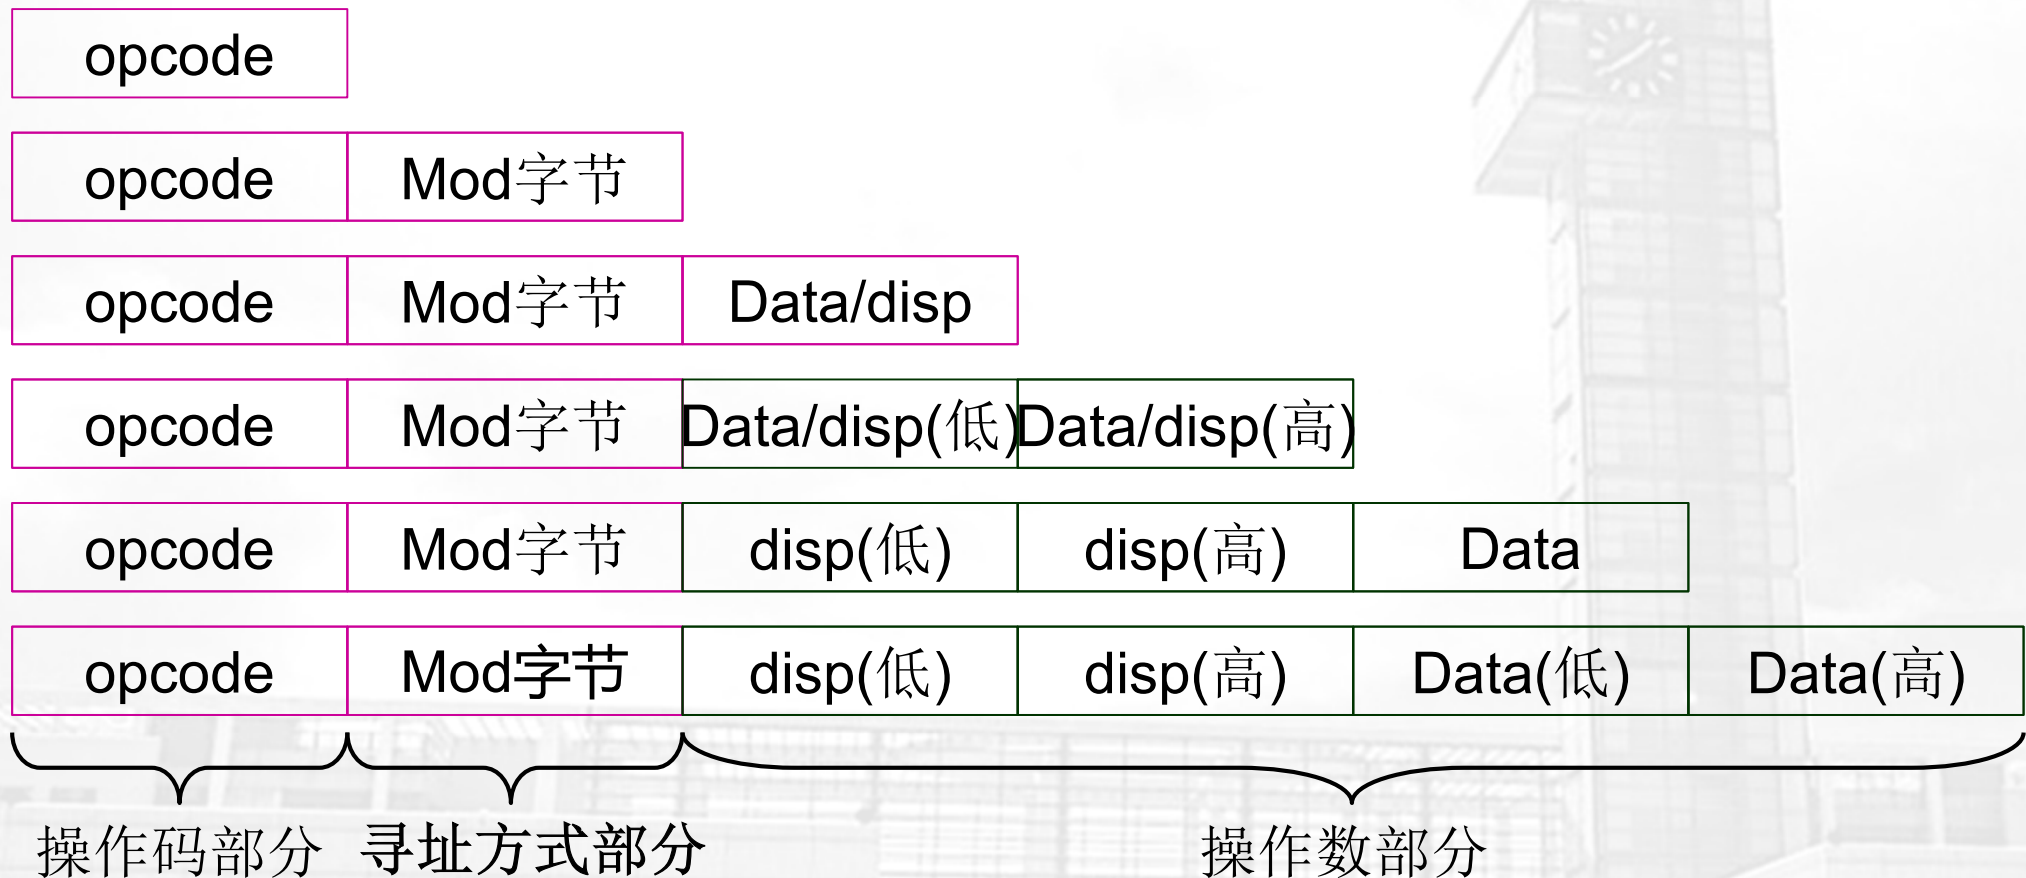 opcode
opcode Mod字节
opcode Mod字节 Data/disp
opcode Mod字节 Data/disp(低) Data/disp(高)
opcode Mod字节 disp(低) disp(高) Data
opcode Mod字节 disp(低) disp(高) Data(低) Data(高)
操作码部分 寻址方式部分 操作数部分